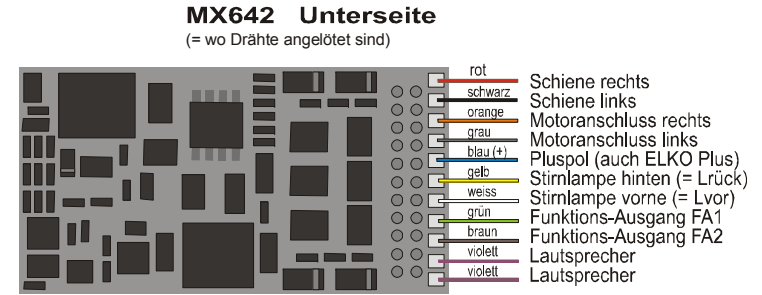 MX642 Unterseite
(= wo Drähte angelötet sind)
rot Schiene rechts
schwarz Schiene links
orange Motoranschluss rechts
grau Motoranschluss links
blau (+) Pluspol (auch ELKO Plus)
gelb Stirnlampe hinten (= Lrück)
weiss Stirnlampe vorne (= Lvor)
grün Funktions-Ausgang FA1
braun Funktions-Ausgang FA2
violett Lautsprecher
violett Lautsprecher